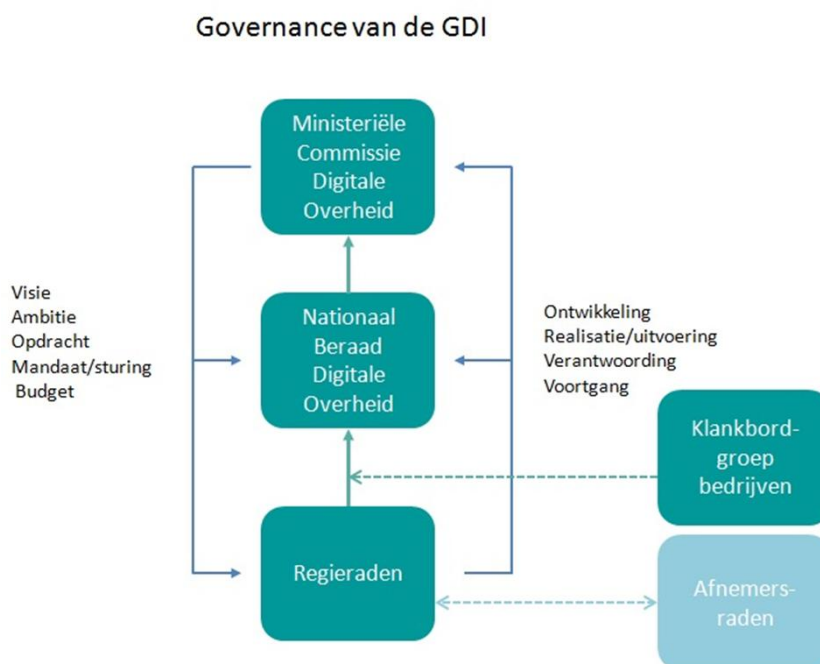 Governance van de GDI
Ministeriële
Commissie
Digitale
Overheid
Visie
Ambitie
Opdracht
Mandaat/sturing
Budget
Nationaal
Beraad
Digitale
Overheid
Ontwikkeling
Realisatie/uitvoering
Verantwoording
Voortgang
Klankbord-
groep
bedrijven
Regieraden
Afnemers-
raden